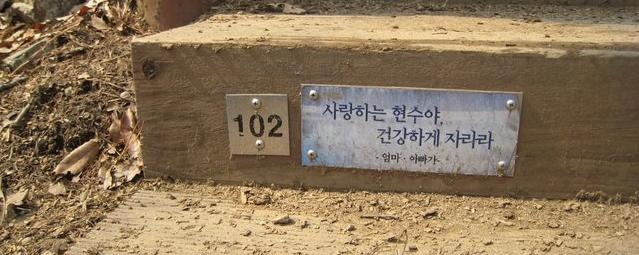 102
사랑하는 현수야,
건강하게 자라라
- 엄마 · 아빠가 -